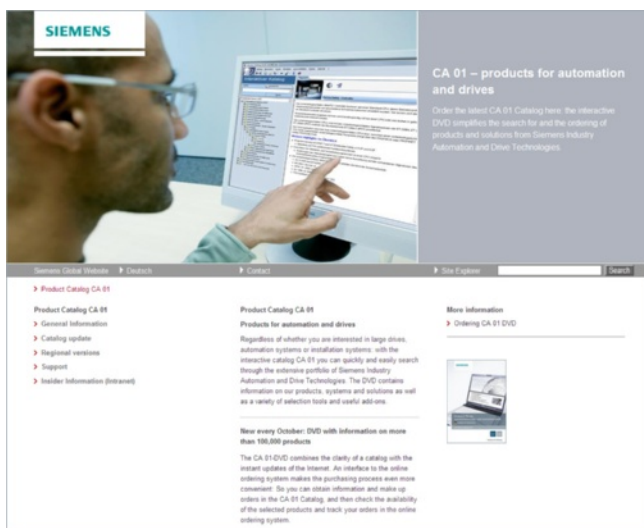 SIEMENS
CA 01 – products for automation
and drives
Order the latest CA 01 Catalog here: the interactive
DVD simplifies the search for and the ordering of
products and solutions from Siemens Industry
Automation and Drive Technologies.
Siemens Global Website Deutsch Contact Site Explorer Search
Product Catalog CA 01
Product Catalog CA 01
General Information
Catalog update
Regional versions
Support
Insider Information (Intranet)
Product Catalog CA 01
Products for automation and drives
Regardless of whether you are interested in large drives,
automation systems or installation systems: with the
interactive catalog CA 01 you can quickly and easily search
through the extensive portfolio of Siemens Industry
Automation and Drive Technologies. The DVD contains
information on our products, systems and solutions as well
as a variety of selection tools and useful add-ons.
New every October: DVD with information on more
than 100,000 products
The CA 01-DVD combines the clarity of a catalog with the
instant updates of the Internet. An interface to the online
ordering system makes the purchasing process even more
convenient: So you can obtain information and make up
orders in the CA 01 Catalog, and then check the availability
of the selected products and track your orders in the online
ordering system.
More information
Ordering CA 01 DVD